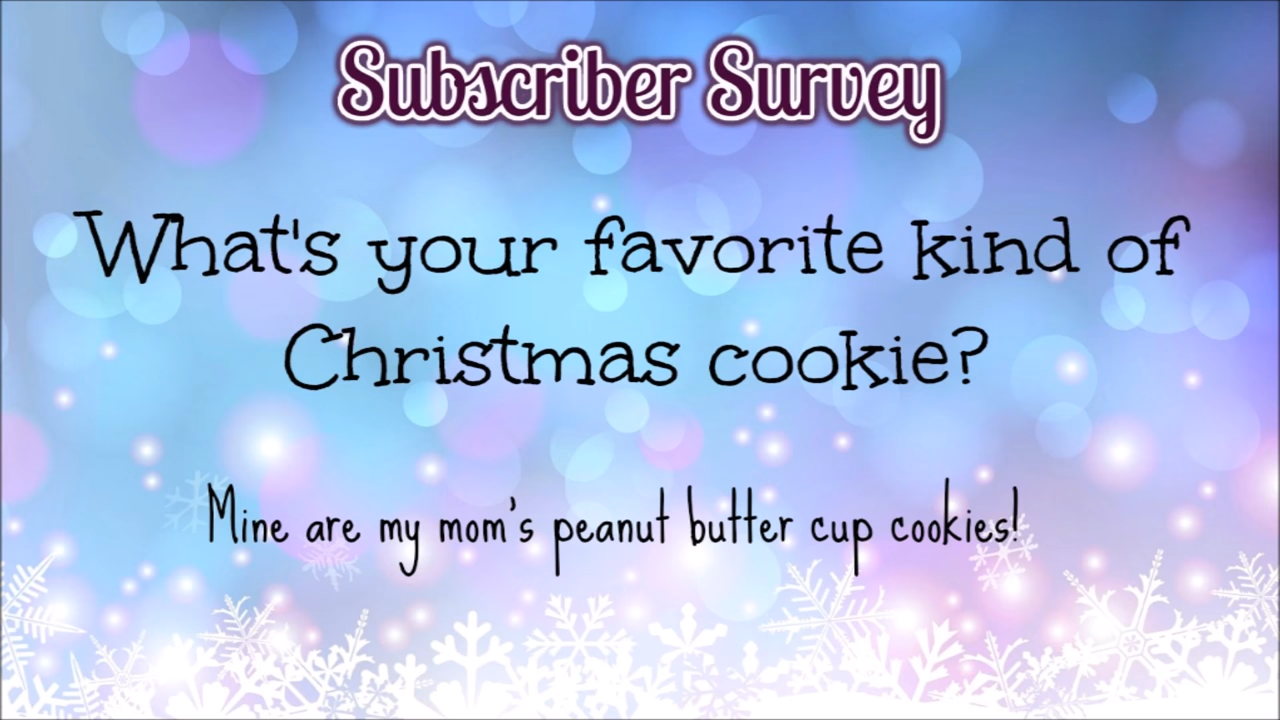 Subscriber Survey
What's your favorite kind of
Christmas cookie?
Mine are my mom's peanut butter cup cookies!